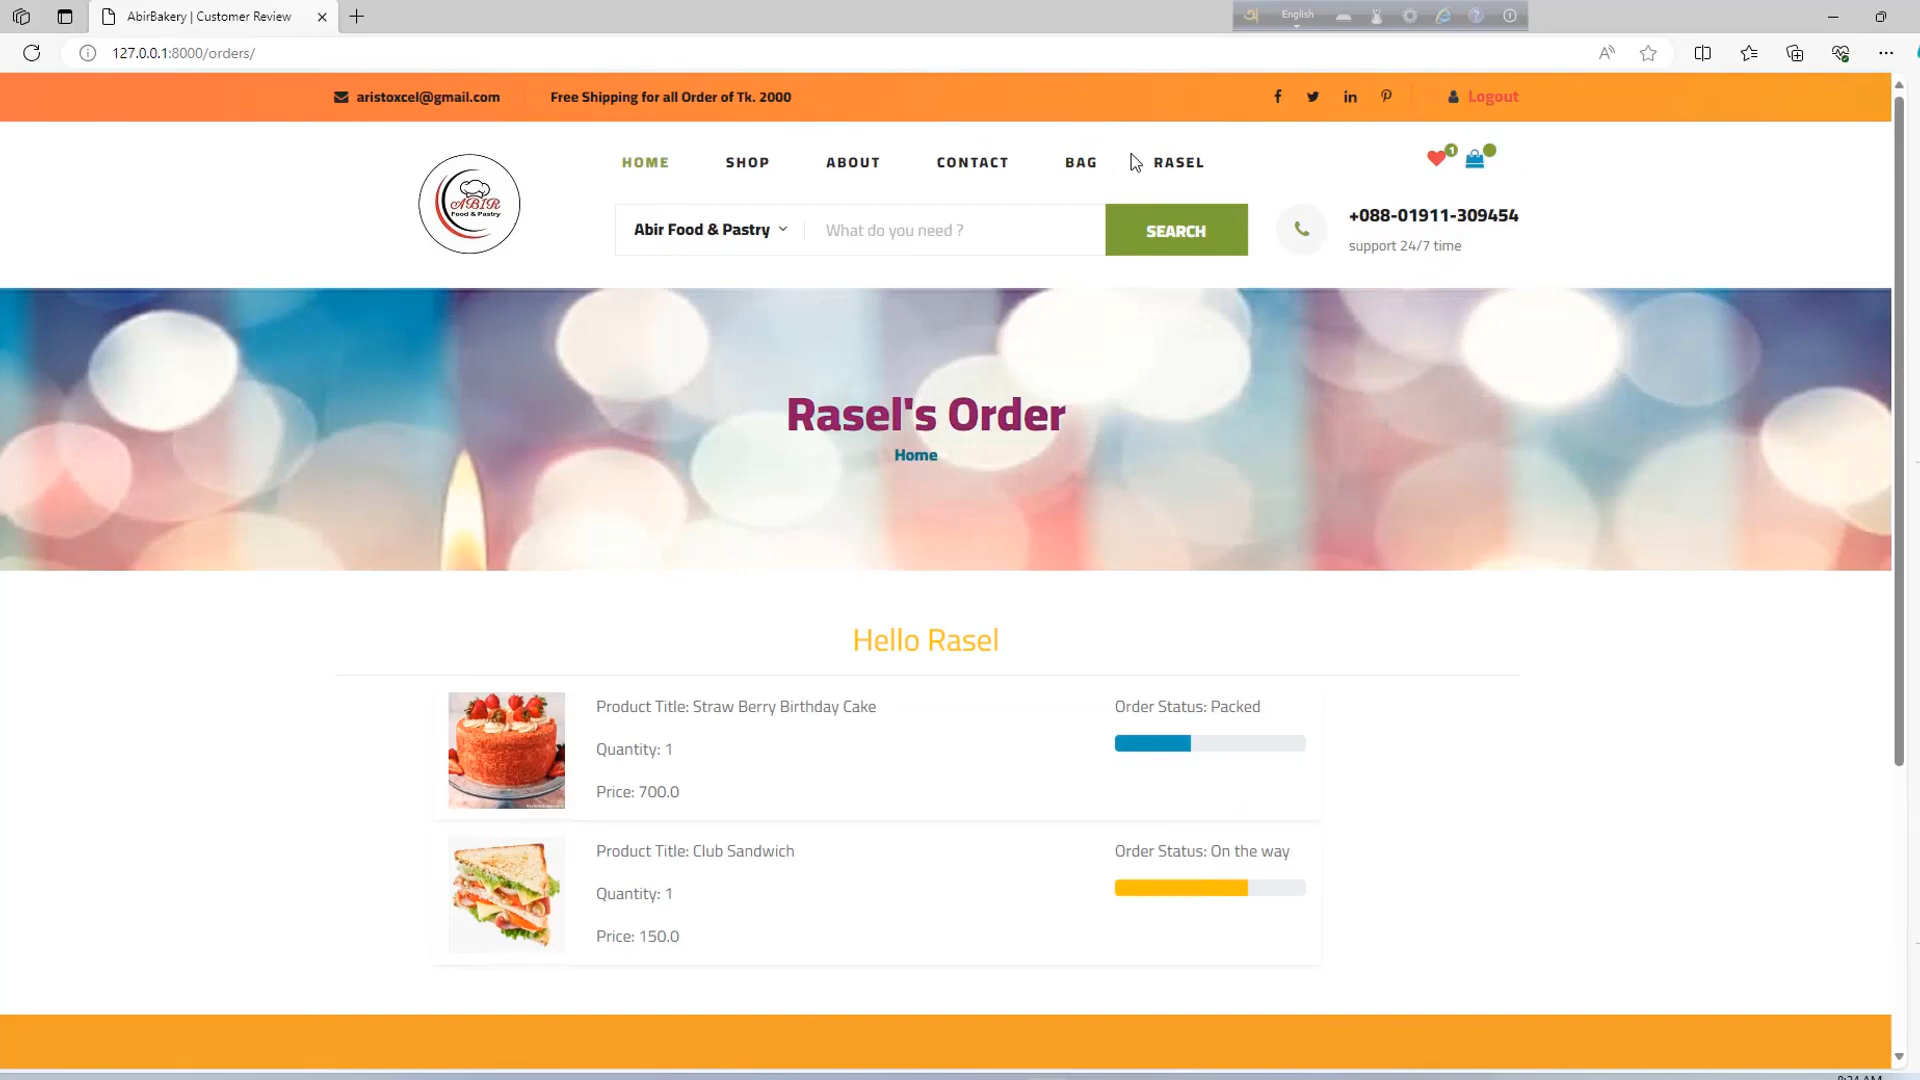 AbirBakery | Customer Review
English
127.0.0.1:8000/orders/
aristoxcel@gmail.com
Free Shipping for all Order of Tk. 2000
Logout
HOME
SHOP
ABOUT
CONTACT
BAG
RASEL
1
ABIR
Food & Pastry
Abir Food & Pastry
What do you need ?
SEARCH
+088-01911-309454
support 24/7 time
Rasel's Order
Home
Hello Rasel
Product Title: Straw Berry Birthday Cake
Order Status: Packed
Quantity: 1
Price: 700.0
Product Title: Club Sandwich
Order Status: On the way
Quantity: 1
Price: 150.0